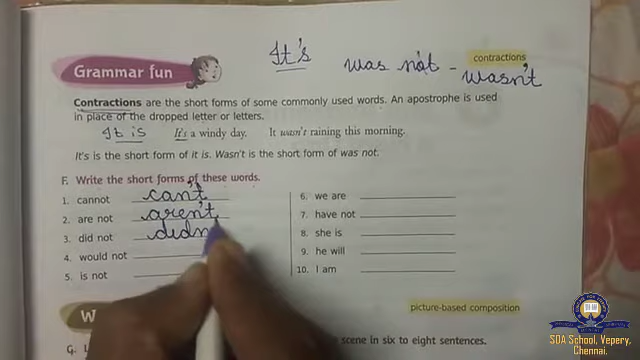 It's was not - contractions
wasn't
Grammar fun
Contractions are the short forms of some commonly used words. An apostrophe is used
in place of the dropped letter or letters.
It is It's a windy day. It wasn't raining this morning.
It's is the short form of it is. Wasn't is the short form of was not.
F. Write the short forms of these words.
1. cannot can't
2. are not aren't
3. did not didn
4. would not
5. is not
6. we are
7. have not
8. she is
9. he will
10. I am
picture-based composition
scene in six to eight sentences.
SDA School, Vepery,
Chennai.